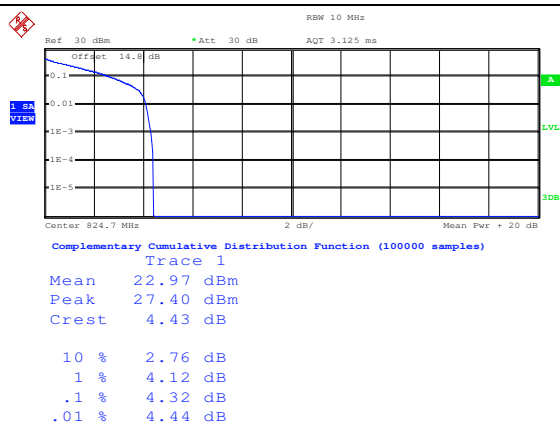 RBW 10 MHz
Ref 30 dBm *Att 30 dB AQT 3.125 ms
Offset 14.8 dB
0.1
A
0.01
1 SA
VIEW
LVL
1E-3
1E-4
1E-5
3DB
Center 824.7 MHz 2 dB/ Mean Pwr + 20 dB
Complementary Cumulative Distribution Function (100000 samples)
Trace 1
Mean 22.97 dBm
Peak 27.40 dBm
Crest 4.43 dB
10 % 2.76 dB
1 % 4.12 dB
.1 % 4.32 dB
.01 % 4.44 dB